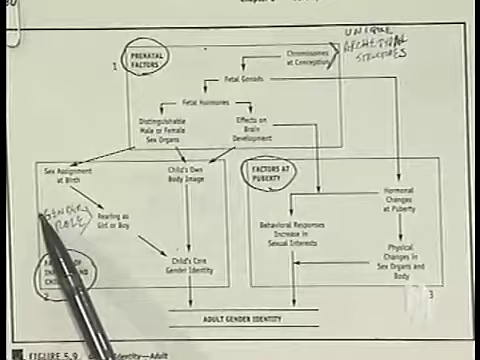 UNIQUE
ARCHETYPAL
STRUCTURES
PRENATAL
FACTORS
1
Chromosomes
at Conception
Fetal Gonads
Fetal Hormones
Distinguishable
Male or Female
Sex Organs
Effects on
Brain
Development
Sex Assignment
at Birth
Child's Own
Body Image
FACTORS AT
PUBERTY
GENDER
ROLE
Rearing as
Girl or Boy
Hormonal
Changes
at Puberty
Behavioral Responses
Increase in
Sexual Interests
Child's Core
Gender Identity
Physical
Changes in
Sex Organs and
Body
2
3
ADULT GENDER IDENTITY
FIGURE 5.9 Identity—Adult